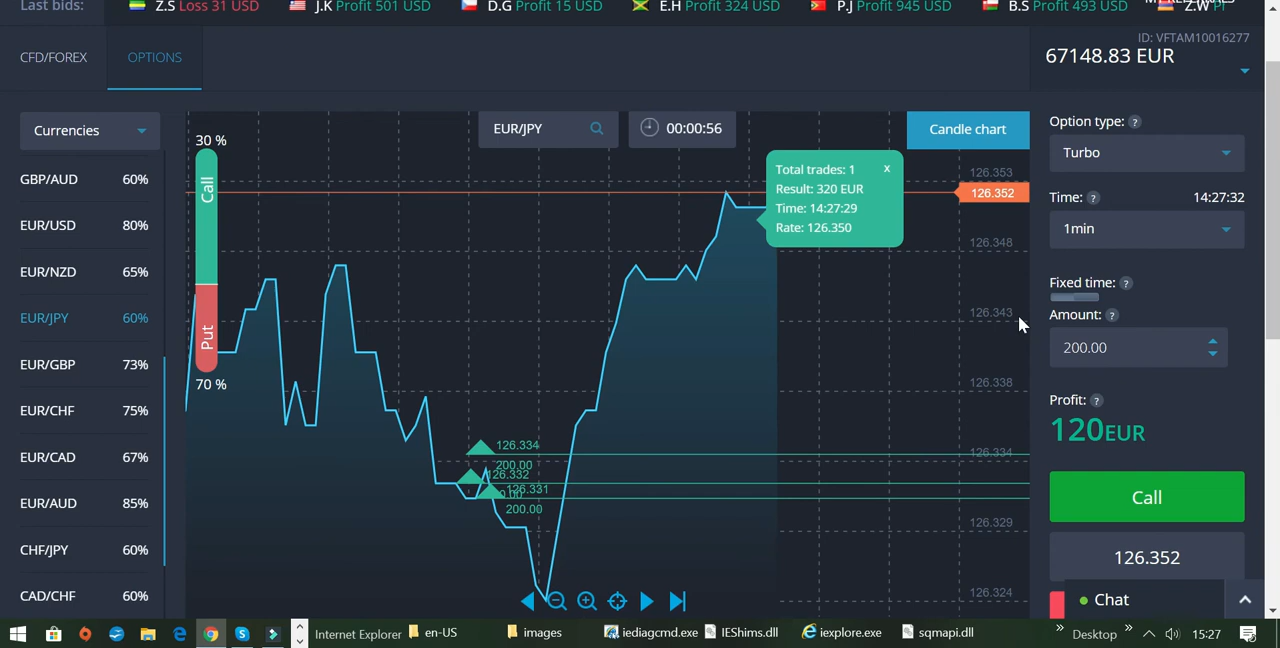 Last bids: Z.S Loss 31 USD J.K Profit 501 USD D.G Profit 15 USD E.H Profit 324 USD P.J Profit 945 USD B.S Profit 493 USD Z.W
CFD/FOREX OPTIONS
ID: VFTAM10016277
67148.83 EUR
Currencies
GBP/AUD 60%
EUR/USD 80%
EUR/NZD 65%
EUR/JPY 60%
EUR/GBP 73%
EUR/CHF 75%
EUR/CAD 67%
EUR/AUD 85%
CHF/JPY 60%
CAD/CHF 60%
30 %
Call
Put
70 %
EUR/JPY
00:00:56
Candle chart
Total trades: 1 x
Result: 320 EUR
Time: 14:27:29
Rate: 126.350
126.353
126.352
126.348
126.343
126.338
126.334
126.329
126.324
126.334
200.00
126.332
126.331
200.00
Option type: ?
Turbo
Time: ? 14:27:32
1min
Fixed time: ?
Amount: ?
200.00
Profit: ?
120EUR
Call
126.352
Chat
Internet Explorer en-US images iediagcmd.exe IEShims.dll iexplore.exe sqmapi.dll » Desktop » 15:27